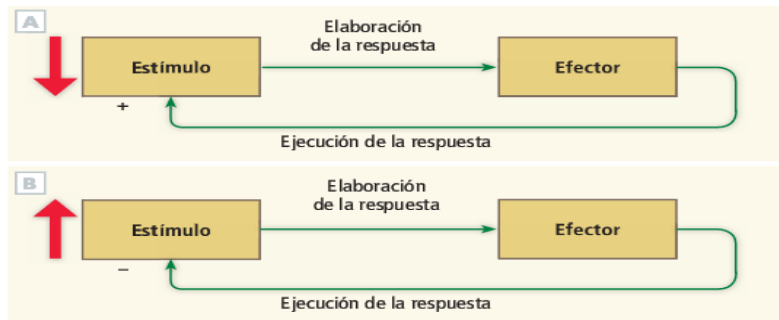 A
Elaboración
de la respuesta
Estímulo
Efector
+
Ejecución de la respuesta
B
Elaboración
de la respuesta
Estímulo
Efector
–
Ejecución de la respuesta